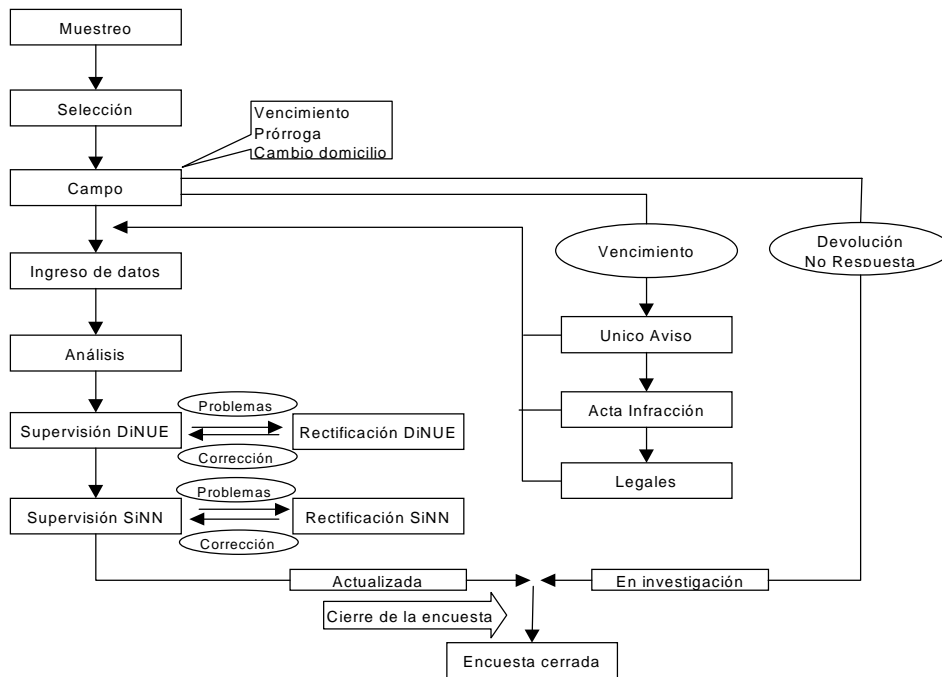 Muestreo
Selección
Vencimiento
Prórroga
Cambio domicilio
Campo
Vencimiento
Devolución
No Respuesta
Ingreso de datos
Unico Aviso
Análisis
Problemas
Acta Infracción
Supervisión DiNUE
Rectificación DiNUE
Corrección
Legales
Problemas
Supervisión SiNN
Rectificación SiNN
Corrección
Actualizada
En investigación
Cierre de la encuesta
Encuesta cerrada